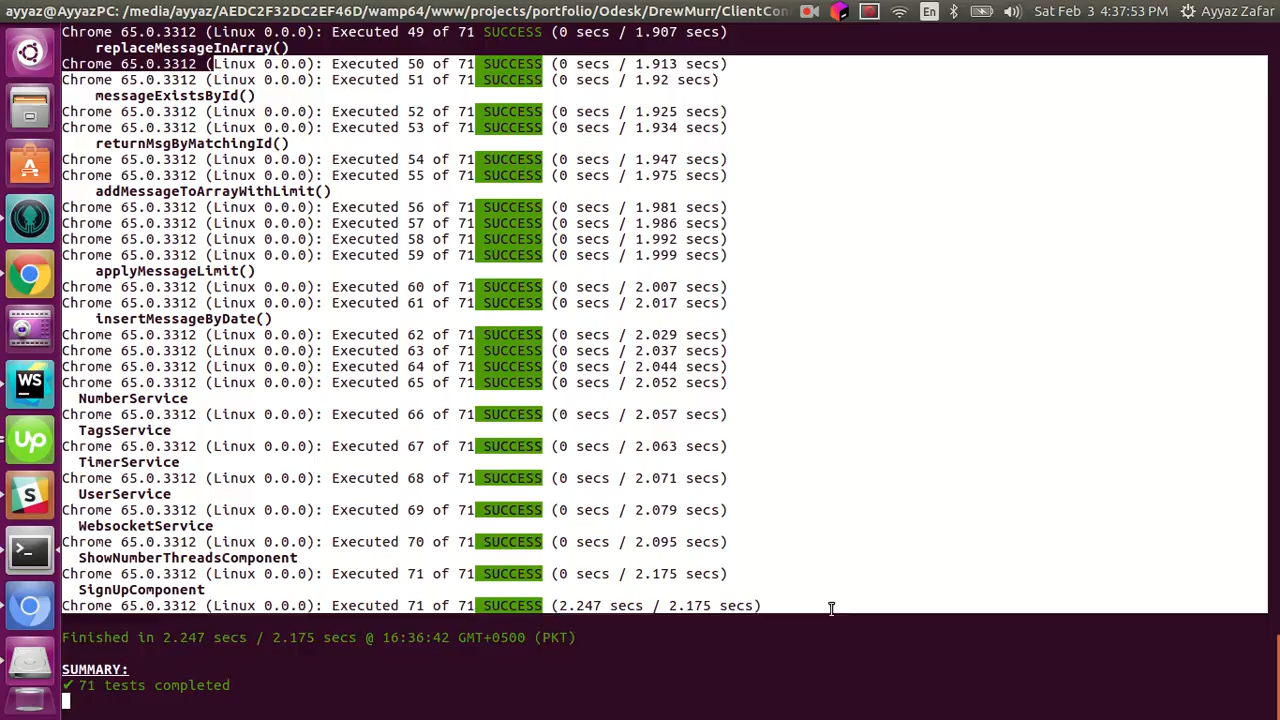 ayyaz@AyyazPC: /media/ayyaz/AEDC2F32DC2EF46D/wamp64/www/projects/portfolio/Odesk/DrewMurr/ClientCon
En
Sat Feb 3 4:37:53 PM
Ayyaz Zafar
Chrome 65.0.3312 (Linux 0.0.0): Executed 49 of 71 SUCCESS (0 secs / 1.907 secs)
replaceMessageInArray()
Chrome 65.0.3312 (Linux 0.0.0): Executed 50 of 71 SUCCESS (0 secs / 1.913 secs)
Chrome 65.0.3312 (Linux 0.0.0): Executed 51 of 71 SUCCESS (0 secs / 1.92 secs)
messageExistsById()
Chrome 65.0.3312 (Linux 0.0.0): Executed 52 of 71 SUCCESS (0 secs / 1.925 secs)
Chrome 65.0.3312 (Linux 0.0.0): Executed 53 of 71 SUCCESS (0 secs / 1.934 secs)
returnMsgByMatchingId()
Chrome 65.0.3312 (Linux 0.0.0): Executed 54 of 71 SUCCESS (0 secs / 1.947 secs)
Chrome 65.0.3312 (Linux 0.0.0): Executed 55 of 71 SUCCESS (0 secs / 1.975 secs)
addMessageToArrayWithLimit()
Chrome 65.0.3312 (Linux 0.0.0): Executed 56 of 71 SUCCESS (0 secs / 1.981 secs)
Chrome 65.0.3312 (Linux 0.0.0): Executed 57 of 71 SUCCESS (0 secs / 1.986 secs)
Chrome 65.0.3312 (Linux 0.0.0): Executed 58 of 71 SUCCESS (0 secs / 1.992 secs)
Chrome 65.0.3312 (Linux 0.0.0): Executed 59 of 71 SUCCESS (0 secs / 1.999 secs)
applyMessageLimit()
Chrome 65.0.3312 (Linux 0.0.0): Executed 60 of 71 SUCCESS (0 secs / 2.007 secs)
Chrome 65.0.3312 (Linux 0.0.0): Executed 61 of 71 SUCCESS (0 secs / 2.017 secs)
insertMessageByDate()
Chrome 65.0.3312 (Linux 0.0.0): Executed 62 of 71 SUCCESS (0 secs / 2.029 secs)
Chrome 65.0.3312 (Linux 0.0.0): Executed 63 of 71 SUCCESS (0 secs / 2.037 secs)
Chrome 65.0.3312 (Linux 0.0.0): Executed 64 of 71 SUCCESS (0 secs / 2.044 secs)
Chrome 65.0.3312 (Linux 0.0.0): Executed 65 of 71 SUCCESS (0 secs / 2.052 secs)
NumberService
Chrome 65.0.3312 (Linux 0.0.0): Executed 66 of 71 SUCCESS (0 secs / 2.057 secs)
TagsService
Chrome 65.0.3312 (Linux 0.0.0): Executed 67 of 71 SUCCESS (0 secs / 2.063 secs)
TimerService
Chrome 65.0.3312 (Linux 0.0.0): Executed 68 of 71 SUCCESS (0 secs / 2.071 secs)
UserService
Chrome 65.0.3312 (Linux 0.0.0): Executed 69 of 71 SUCCESS (0 secs / 2.079 secs)
WebsocketService
Chrome 65.0.3312 (Linux 0.0.0): Executed 70 of 71 SUCCESS (0 secs / 2.095 secs)
ShowNumberThreadsComponent
Chrome 65.0.3312 (Linux 0.0.0): Executed 71 of 71 SUCCESS (0 secs / 2.175 secs)
SignUpComponent
Chrome 65.0.3312 (Linux 0.0.0): Executed 71 of 71 SUCCESS (2.247 secs / 2.175 secs)
Finished in 2.247 secs / 2.175 secs @ 16:36:42 GMT+0500 (PKT)
SUMMARY:
✔ 71 tests completed
WS
Up
S